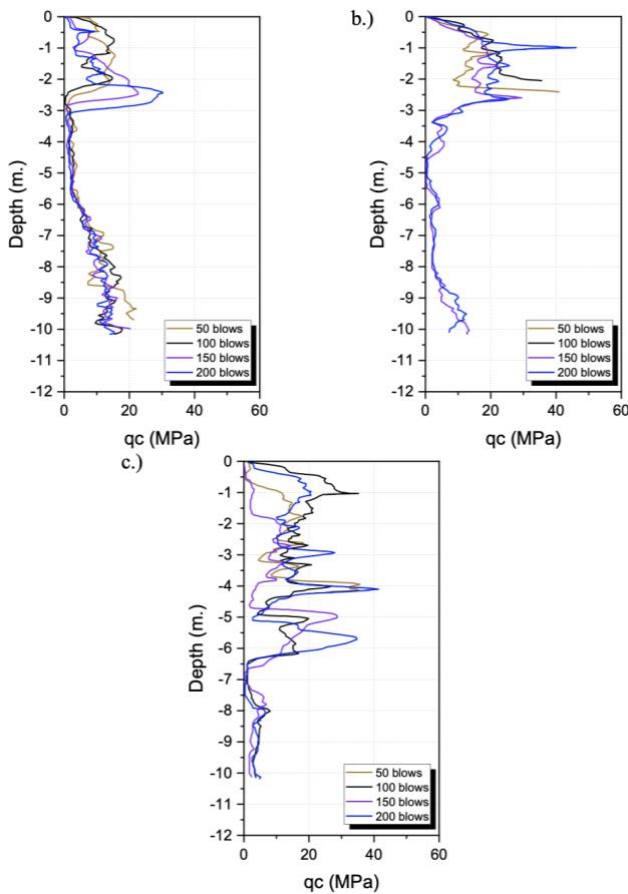 0
-1
-2
-3
-4
-5
-6
-7
-8
-9
-10
-11
-12
Depth (m.)
50 blows
100 blows
150 blows
200 blows
0 20 40 60
qc (MPa)
b.)
0
-1
-2
-3
-4
-5
-6
-7
-8
-9
-10
-11
-12
Depth (m.)
50 blows
100 blows
150 blows
200 blows
0 20 40 60
qc (MPa)
c.)
0
-1
-2
-3
-4
-5
-6
-7
-8
-9
-10
-11
-12
Depth (m.)
50 blows
100 blows
150 blows
200 blows
0 20 40 60
qc (MPa)